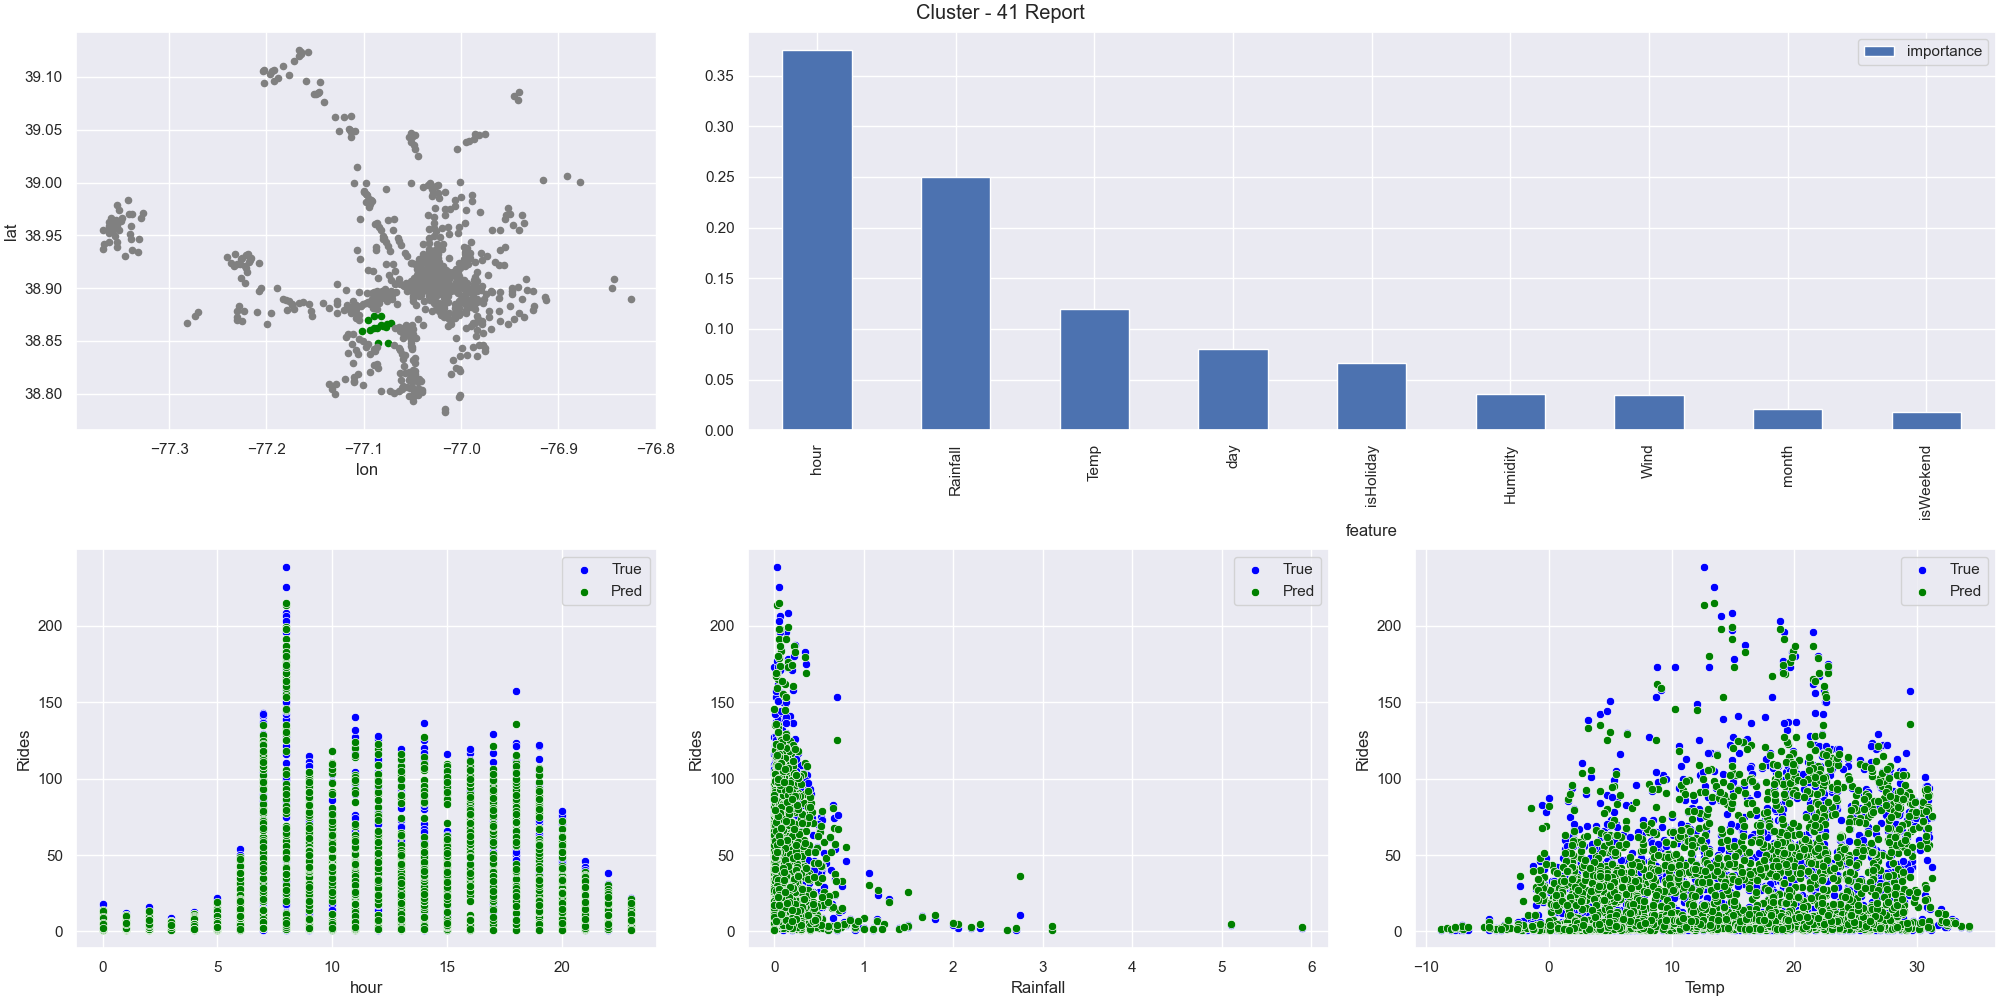 Cluster - 41 Report
39.10
39.05
39.00
38.95
38.90
38.85
38.80
lat
−77.3 −77.2 −77.1 −77.0 −76.9 −76.8
lon
importance
0.35
0.30
0.25
0.20
0.15
0.10
0.05
0.00
hour Rainfall Temp day isHoliday Humidity Wind month isWeekend
feature
True
Pred
200
150
100
50
0
Rides
0 5 10 15 20
hour
True
Pred
200
150
100
50
0
Rides
0 1 2 3 4 5 6
Rainfall
True
Pred
200
150
100
50
0
Rides
−10 0 10 20 30
Temp